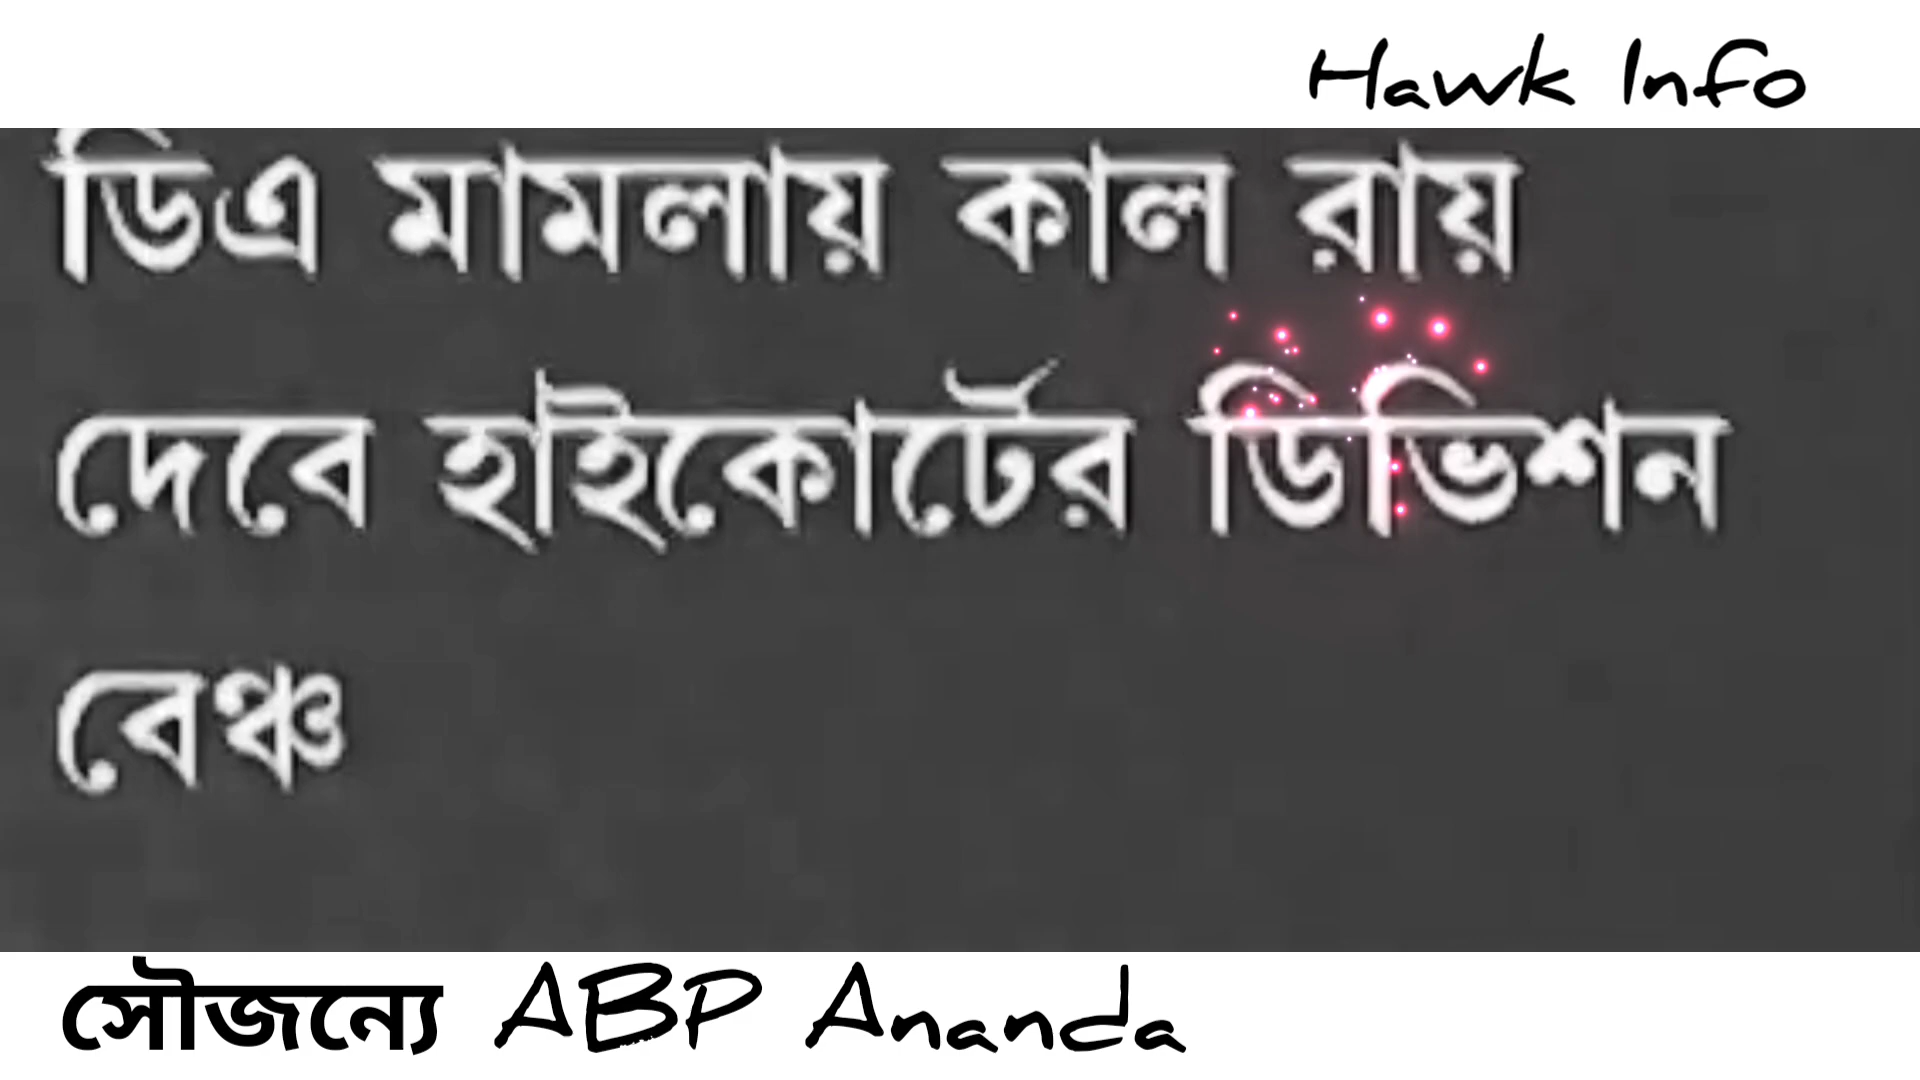 Hawk Info
ডিএ মামলায় কাল রায়
দেবে হাইকোর্টের ডিভিশন
বেঞ্চ
সৌজন্যে ABP Ananda